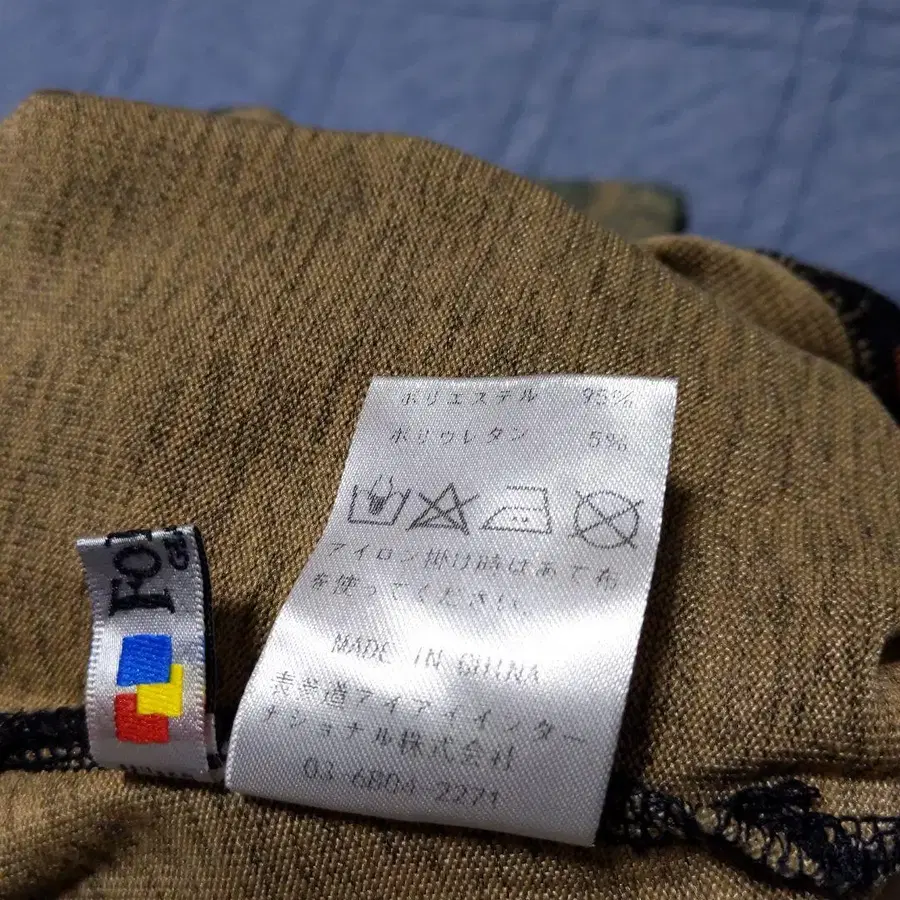 ポリエステル 95%
ポリウレタン 5%
アイロン掛け時はあて布
を使ってください。
MADE IN CHINA
表参道アイアイインター
ナショナル株式会社
03-6804-2271